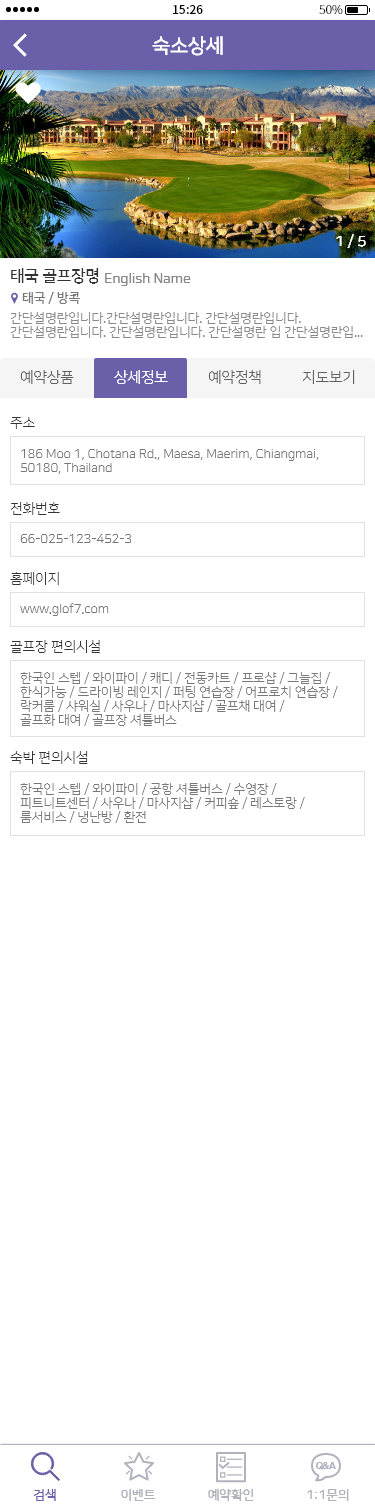 15:26
50%
숙소상세
1 / 5
태국 골프장명 English Name
태국 / 방콕
간단설명란입니다.간단설명란입니다. 간단설명란입니다.
간단설명란입니다. 간단설명란입니다. 간단설명란 입 간단설명란입...
예약상품 상세정보 예약정책 지도보기
주소
186 Moo 1, Chotana Rd., Maesa, Maerim, Chiangmai,
50180, Thailand
전화번호
66-025-123-452-3
홈페이지
www.glof7.com
골프장 편의시설
한국인 스텝 / 와이파이 / 캐디 / 전동카트 / 프로샵 / 그늘집 /
한식가능 / 드라이빙 레인지 / 퍼팅 연습장 / 어프로치 연습장 /
락커룸 / 샤워실 / 사우나 / 마사지샵 / 골프채 대여 /
골프화 대여 / 골프장 셔틀버스
숙박 편의시설
한국인 스텝 / 와이파이 / 공항 셔틀버스 / 수영장 /
피트니트센터 / 사우나 / 마사지샵 / 커피숖 / 레스토랑 /
룸서비스 / 냉난방 / 환전
Q&A
검색 이벤트 예약확인 1:1문의